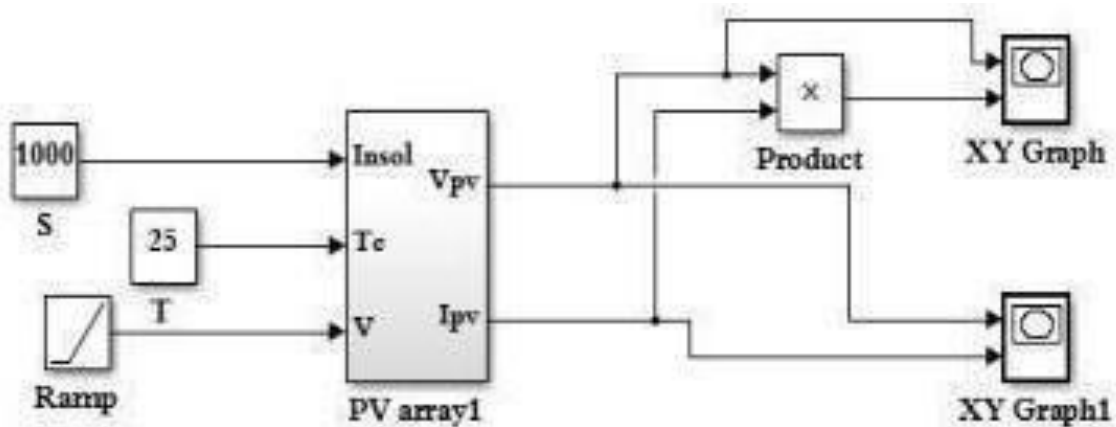 1000
S
25
T
Ramp
Insol
Tc
V
Vpv
Ipv
PV array1
×
Product
XY Graph
XY Graph1